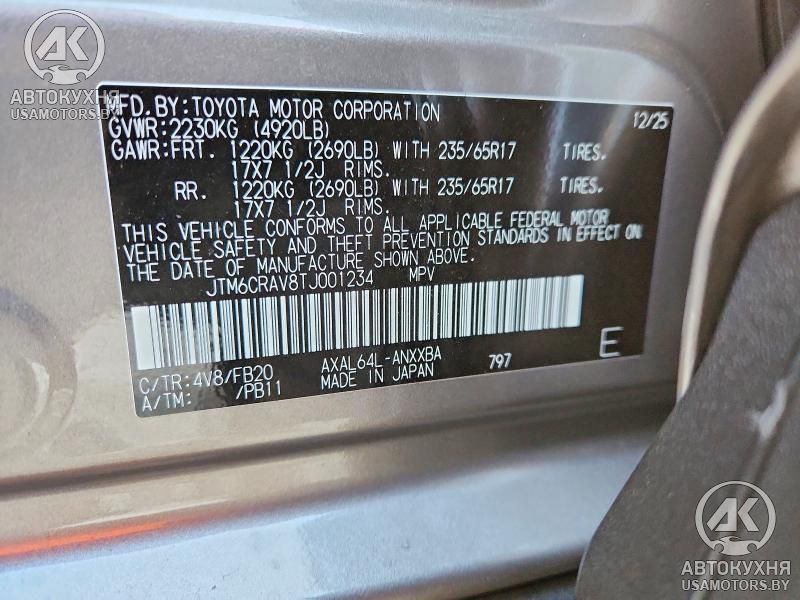 AK
АВТОКУХНЯ
USAMOTORS.BY
MFD.BY:TOYOTA MOTOR CORPORATION 12/25
GVWR:2230KG (4920LB)
GAWR:FRT. 1220KG (2690LB) WITH 235/65R17 TIRES.
17X7 1/2J RIMS.
RR. 1220KG (2690LB) WITH 235/65R17 TIRES.
17X7 1/2J RIMS.
THIS VEHICLE CONFORMS TO ALL APPLICABLE FEDERAL MOTOR
VEHICLE SAFETY AND THEFT PREVENTION STANDARDS IN EFFECT ON
THE DATE OF MANUFACTURE SHOWN ABOVE.
JTM6CRAV8TJ001234 MPV
C/TR:4V8/FB20 AXAL64L-ANXXBA 797 E
A/TM: /PB11 MADE IN JAPAN
AK
АВТОКУХНЯ
USAMOTORS.BY